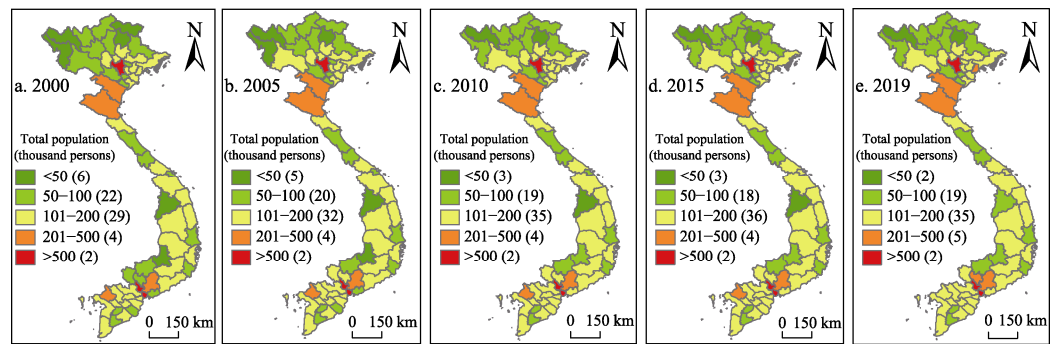 N
a. 2000
Total population
(thousand persons)
<50 (6)
50−100 (22)
101−200 (29)
201−500 (4)
>500 (2)
0 150 km
N
b. 2005
Total population
(thousand persons)
<50 (5)
50−100 (20)
101−200 (32)
201−500 (4)
>500 (2)
0 150 km
N
c. 2010
Total population
(thousand persons)
<50 (3)
50−100 (19)
101−200 (35)
201−500 (4)
>500 (2)
0 150 km
N
d. 2015
Total population
(thousand persons)
<50 (3)
50−100 (18)
101−200 (36)
201−500 (4)
>500 (2)
0 150 km
N
e. 2019
Total population
(thousand persons)
<50 (2)
50−100 (19)
101−200 (35)
201−500 (5)
>500 (2)
0 150 km